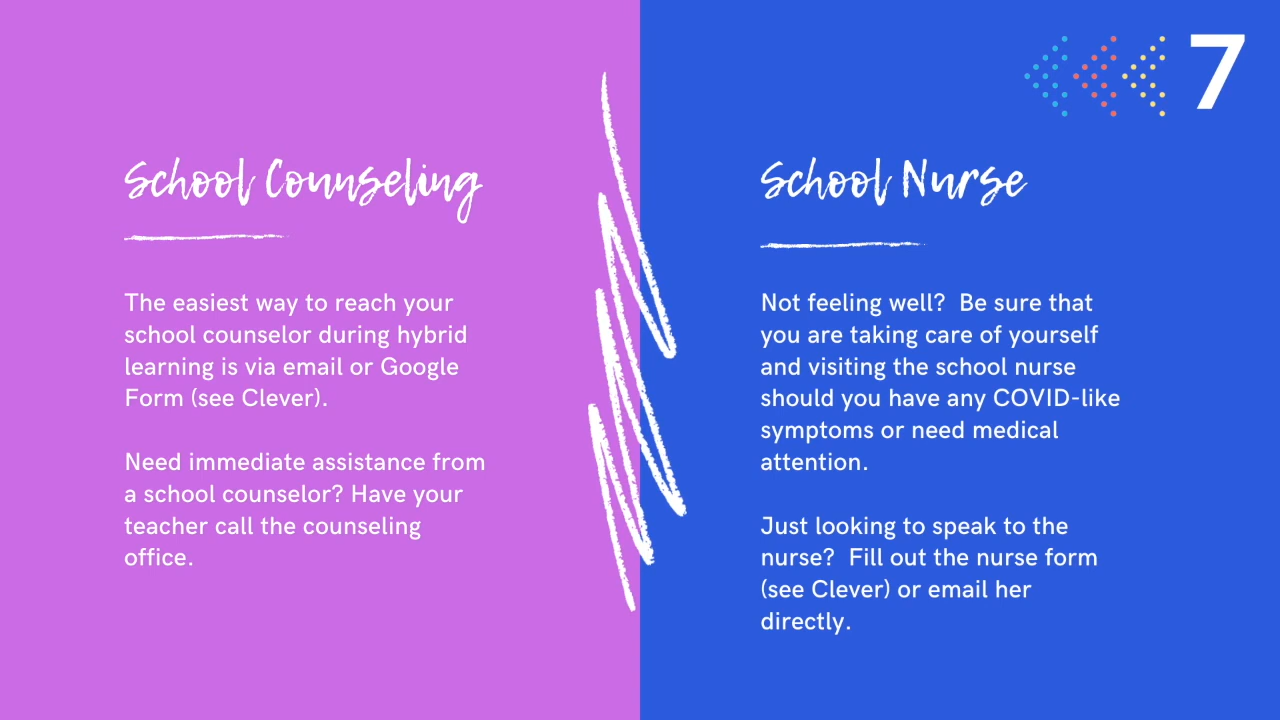 7
School Counseling
The easiest way to reach your
school counselor during hybrid
learning is via email or Google
Form (see Clever).
Need immediate assistance from
a school counselor? Have your
teacher call the counseling
office.
School Nurse
Not feeling well?  Be sure that
you are taking care of yourself
and visiting the school nurse
should you have any COVID-like
symptoms or need medical
attention.
Just looking to speak to the
nurse?  Fill out the nurse form
(see Clever) or email her
directly.